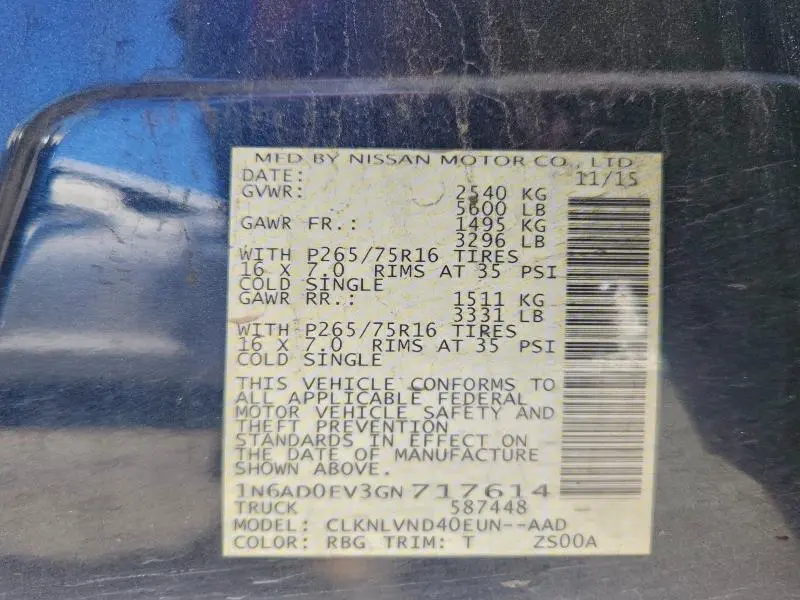 MFD BY NISSAN MOTOR CO., LTD
DATE: 11/15
GVWR: 2540 KG
5600 LB
GAWR FR.: 1495 KG
3296 LB
WITH P265/75R16 TIRES
16 X 7.0 RIMS AT 35 PSI
COLD SINGLE
GAWR RR.: 1511 KG
3331 LB
WITH P265/75R16 TIRES
16 X 7.0 RIMS AT 35 PSI
COLD SINGLE
THIS VEHICLE CONFORMS TO
ALL APPLICABLE FEDERAL
MOTOR VEHICLE SAFETY AND
THEFT PREVENTION
STANDARDS IN EFFECT ON
THE DATE OF MANUFACTURE
SHOWN ABOVE.
1N6AD0EV3GN717614
TRUCK 587448
MODEL: CLKNLVND40EUN--AAD
COLOR: RBG TRIM: T ZS00A